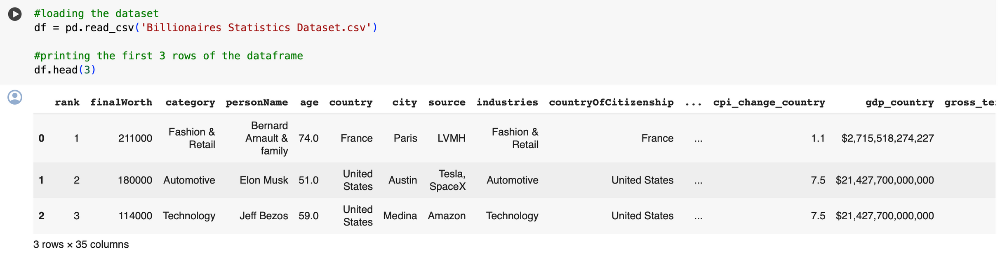 #loading the dataset
df = pd.read_csv('Billionaires Statistics Dataset.csv')
#printing the first 3 rows of the dataframe
df.head(3)
rank finalWorth category personName age country city source industries countryOfCitizenship ... cpi_change_country gdp_country gross_te
0 1 211000 Fashion & Retail Bernard Arnault & family 74.0 France Paris LVMH Fashion & Retail France ... 1.1 $2,715,518,274,227
1 2 180000 Automotive Elon Musk 51.0 United States Austin Tesla, SpaceX Automotive United States ... 7.5 $21,427,700,000,000
2 3 114000 Technology Jeff Bezos 59.0 United States Medina Amazon Technology United States ... 7.5 $21,427,700,000,000
3 rows × 35 columns